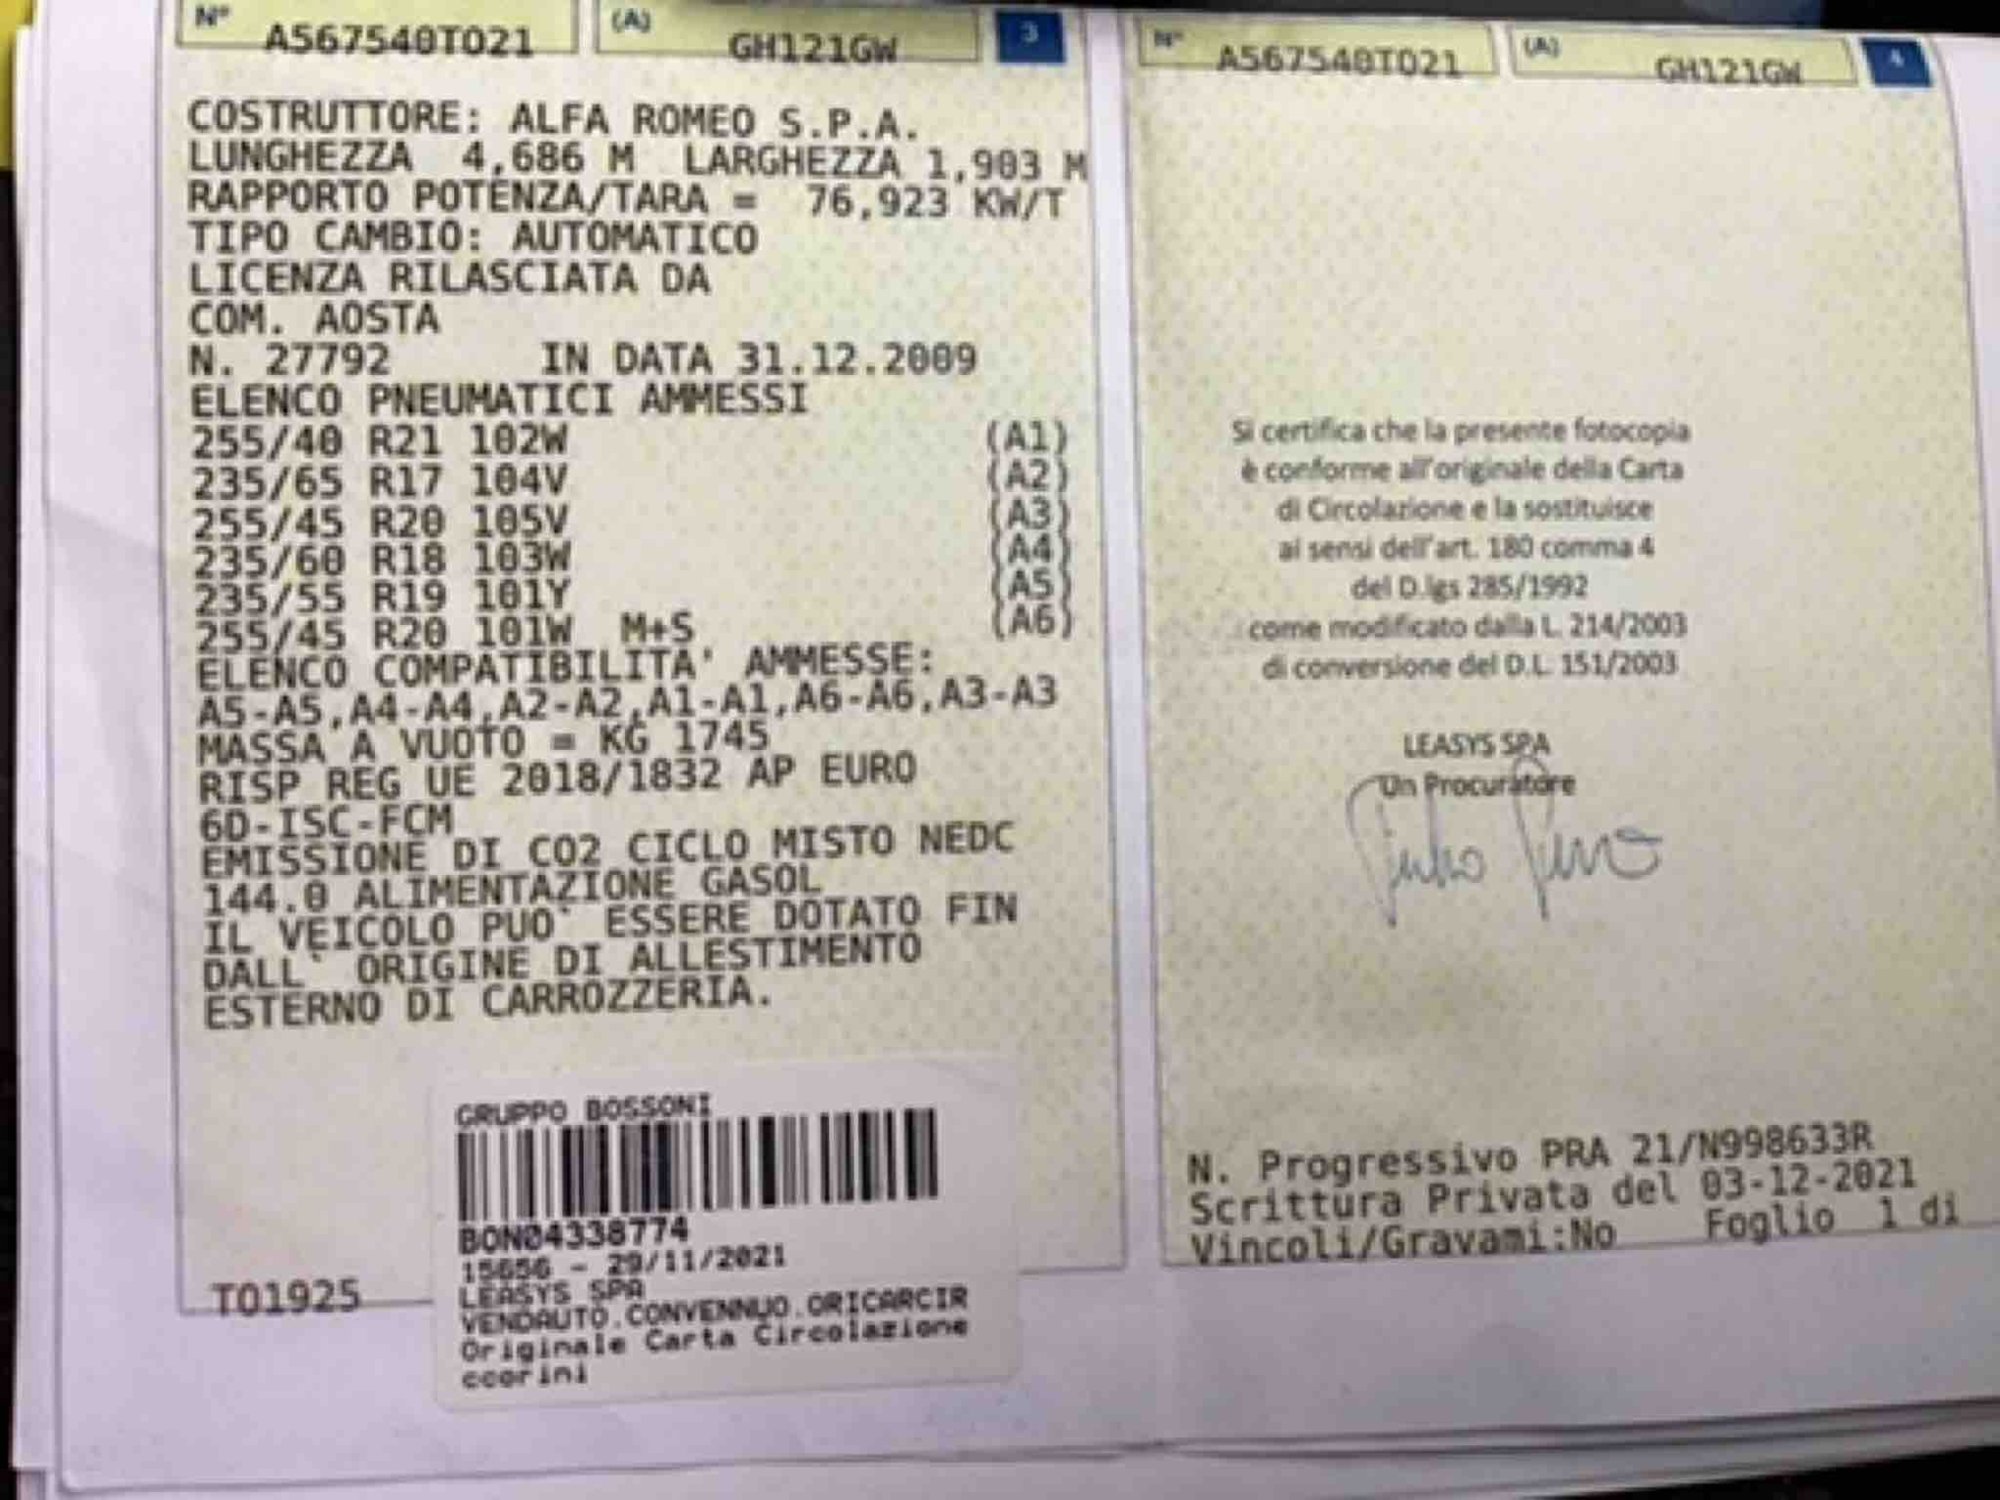 N° A567540TO21 (A) GH121GW 3
COSTRUTTORE: ALFA ROMEO S.P.A.
LUNGHEZZA 4,686 M LARGHEZZA 1,903 M
RAPPORTO POTENZA/TARA = 76,923 KW/T
TIPO CAMBIO: AUTOMATICO
LICENZA RILASCIATA DA
COM. AOSTA
N. 27792 IN DATA 31.12.2009
ELENCO PNEUMATICI AMMESSI
255/40 R21 102W (A1)
235/65 R17 104V (A2)
255/45 R20 105V (A3)
235/60 R18 103W (A4)
235/55 R19 101Y (A5)
255/45 R20 101W M+S (A6)
ELENCO COMPATIBILITA' AMMESSE:
A5-A5,A4-A4,A2-A2,A1-A1,A6-A6,A3-A3
MASSA A VUOTO = KG 1745
RISP REG UE 2018/1832 AP EURO
6D-ISC-FCM
EMISSIONE DI CO2 CICLO MISTO NEDC
144.0 ALIMENTAZIONE GASOL
IL VEICOLO PUO` ESSERE DOTATO FIN
DALL` ORIGINE DI ALLESTIMENTO
ESTERNO DI CARROZZERIA.
GRUPPO BOSSONI
BON04338774
15656 - 29/11/2021
LEASYS SPA
VENDAUTO.CONVENNUO.ORICARCIR
Originale Carta Circolazione
ccorini
TO1925
N° A567540TO21 (A) GH121GW 4
Si certifica che la presente fotocopia
è conforme all'originale della Carta
di Circolazione e la sostituisce
ai sensi dell'art. 180 comma 4
del D.lgs 285/1992
come modificato dalla L. 214/2003
di conversione del D.L. 151/2003
LEASYS SPA
Un Procuratore
N. Progressivo PRA 21/N998633R
Scrittura Privata del 03-12-2021
Vincoli/Gravami:No Foglio 1 di